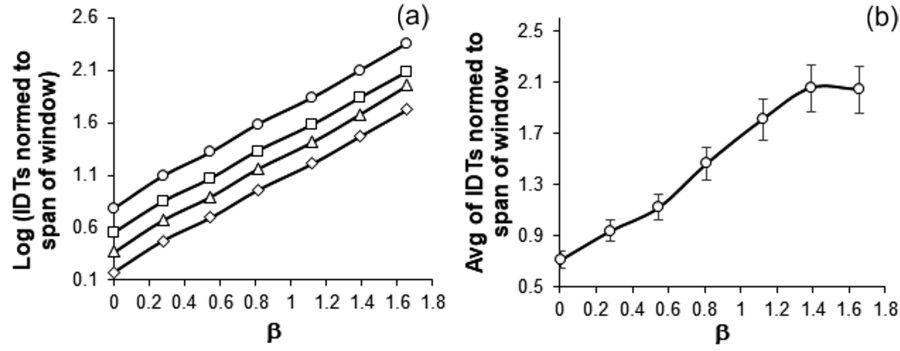 (a)
Log (IDTs normed to
span of window)
2.6
2.1
1.6
1.1
0.6
0.1
0 0.2 0.4 0.6 0.8 1 1.2 1.4 1.6 1.8
β
(b)
Avg of IDTs normed to
span of window
2.5
2.1
1.7
1.3
0.9
0.5
0 0.2 0.4 0.6 0.8 1 1.2 1.4 1.6 1.8
β